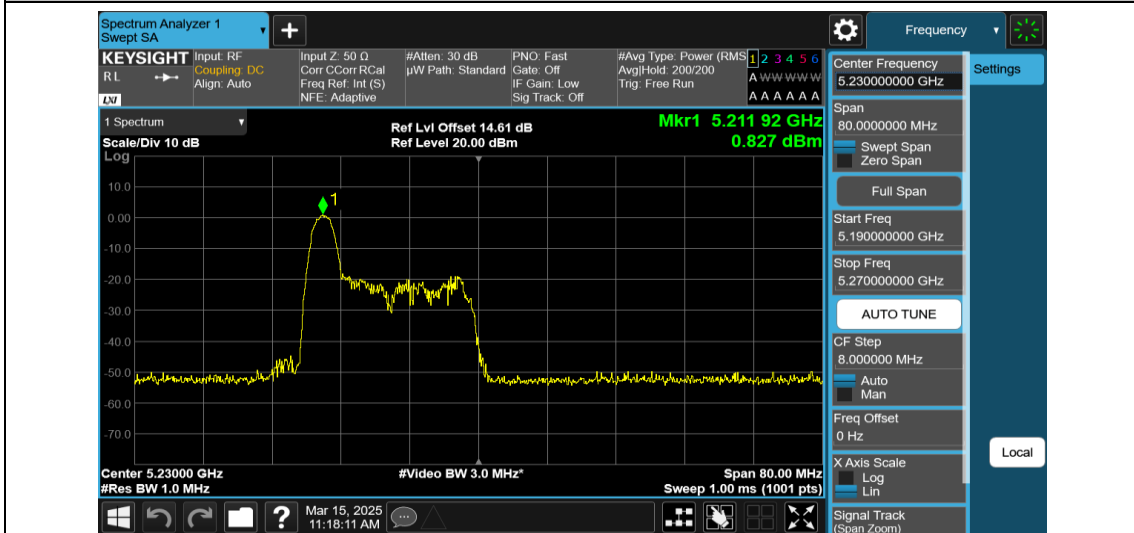 Spectrum Analyzer 1
Swept SA
+
Frequency
KEYSIGHT
R L
LXI
Input: RF
Coupling: DC
Align: Auto
Input Z: 50 Ω
Corr CCorr RCal
Freq Ref: Int (S)
NFE: Adaptive
#Atten: 30 dB
µW Path: Standard
PNO: Fast
Gate: Off
IF Gain: Low
Sig Track: Off
#Avg Type: Power (RMS
Avg|Hold: 200/200
Trig: Free Run
1 2 3 4 5 6
A W W W W W
A A A A A A
Center Frequency
5.230000000 GHz
Settings
Span
80.0000000 MHz
Swept Span
Zero Span
Full Span
Start Freq
5.190000000 GHz
Stop Freq
5.270000000 GHz
AUTO TUNE
CF Step
8.000000 MHz
Auto
Man
Freq Offset
0 Hz
X Axis Scale
Log
Lin
Signal Track
(Span Zoom)
Local
1 Spectrum
Scale/Div 10 dB
Ref Lvl Offset 14.61 dB
Ref Level 20.00 dBm
Mkr1 5.211 92 GHz
0.827 dBm
Log
10.0
0.00
-10.0
-20.0
-30.0
-40.0
-50.0
-60.0
-70.0
1
Center 5.23000 GHz
#Res BW 1.0 MHz
#Video BW 3.0 MHz*
Span 80.00 MHz
Sweep 1.00 ms (1001 pts)
?
Mar 15, 2025
11:18:11 AM